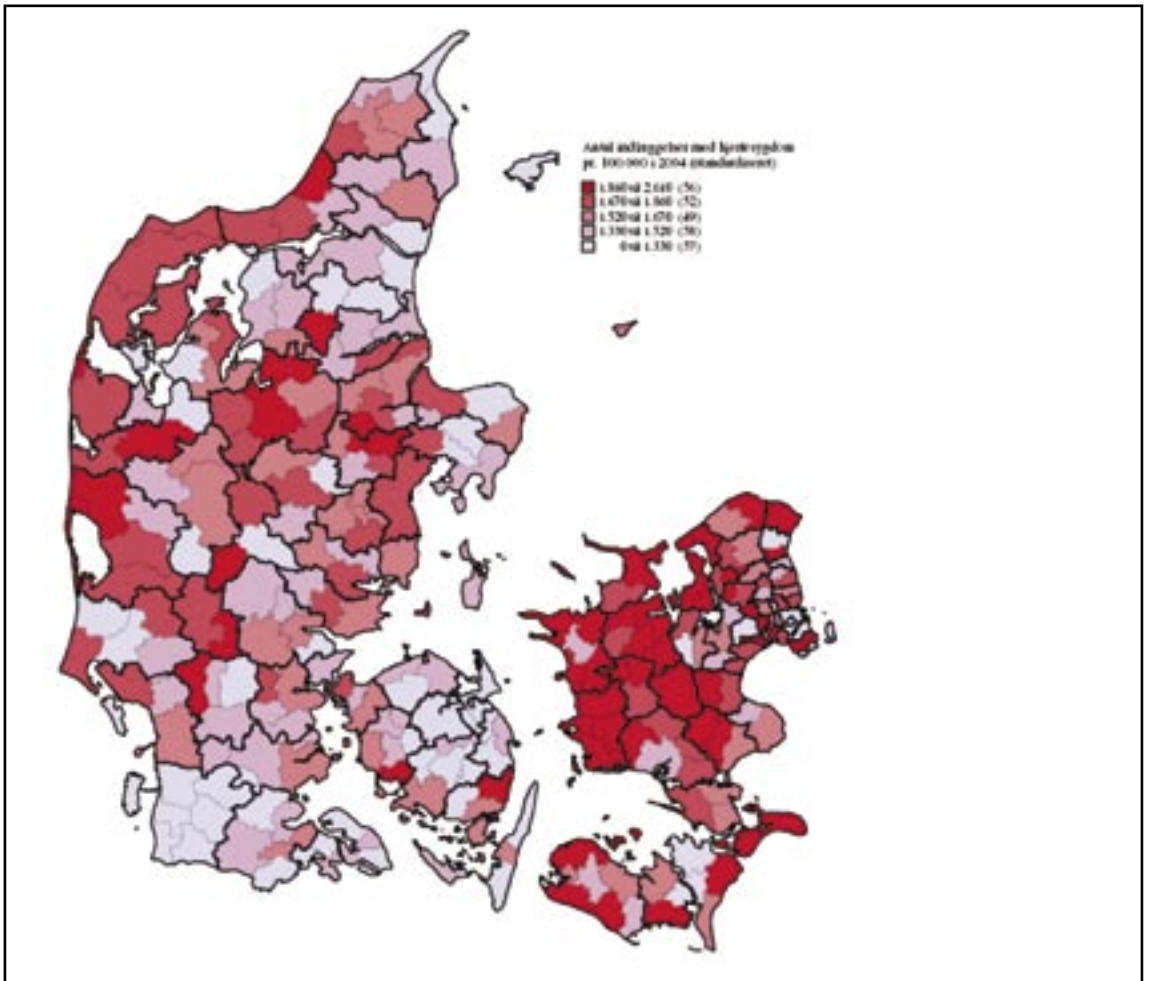 Antal indlæggelser med hjertesygdom
pr. 100.000 i 2004 (standardiseret)
1.860 til 2.610 (56)
1.670 til 1.860 (52)
1.520 til 1.670 (49)
1.330 til 1.520 (58)
0 til 1.330 (57)